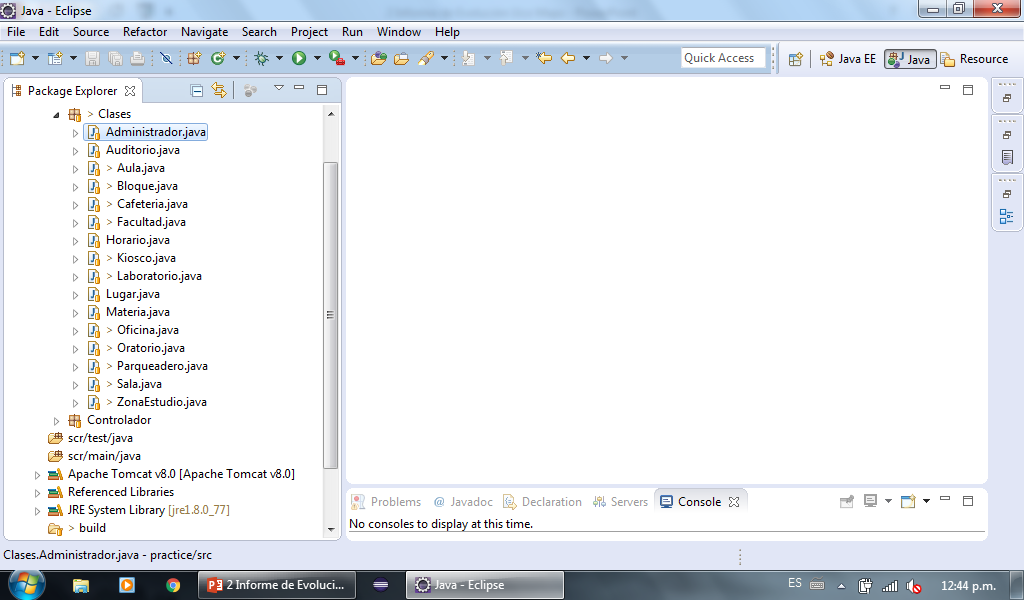 Java - Eclipse
File Edit Source Refactor Navigate Search Project Run Window Help
Quick Access Java EE Java Resource
Package Explorer
> Clases
Administrador.java
Auditorio.java
> Aula.java
> Bloque.java
> Cafeteria.java
> Facultad.java
Horario.java
> Kiosco.java
> Laboratorio.java
Lugar.java
Materia.java
> Oficina.java
> Oratorio.java
> Parqueadero.java
> Sala.java
> ZonaEstudio.java
Controlador
scr/test/java
scr/main/java
Apache Tomcat v8.0 [Apache Tomcat v8.0]
Referenced Libraries
JRE System Library [jre1.8.0_77]
> build
Problems @ Javadoc Declaration Servers Console
No consoles to display at this time.
Clases.Administrador.java - practice/src
2 Informe de Evoluci... Java - Eclipse ES 12:44 p.m.